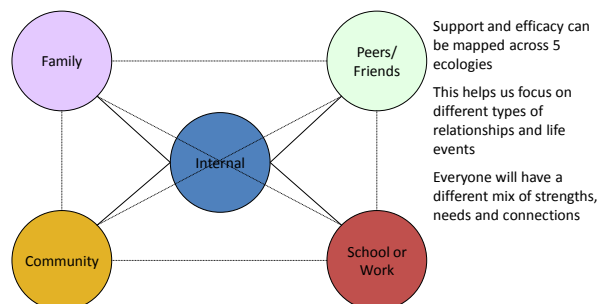 Family
Peers/
Friends
Internal
Community
School or
Work
Support and efficacy can
be mapped across 5
ecologies
This helps us focus on
different types of
relationships and life
events
Everyone will have a
different mix of strengths,
needs and connections